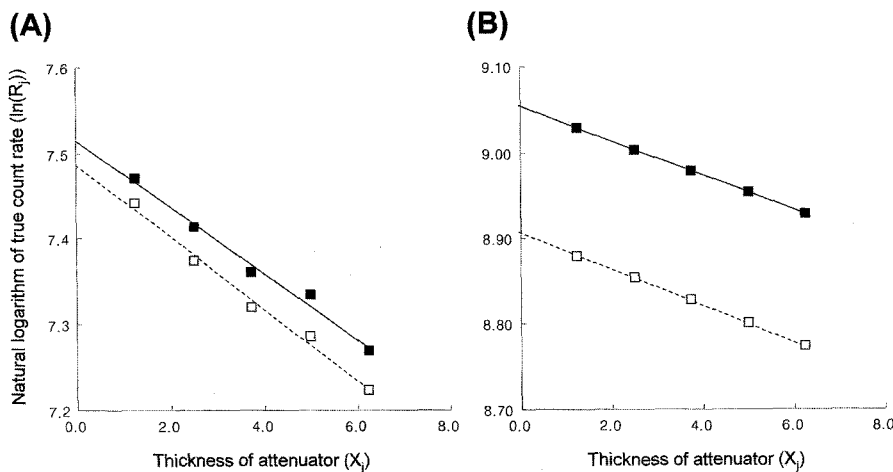 (A)
(B)
Natural logarithm of true count rate (ln(Rj))
7.6
7.5
7.4
7.3
7.2
0.0 2.0 4.0 6.0 8.0
Thickness of attenuator (Xj)
9.10
9.00
8.90
8.80
8.70
0.0 2.0 4.0 6.0 8.0
Thickness of attenuator (Xj)